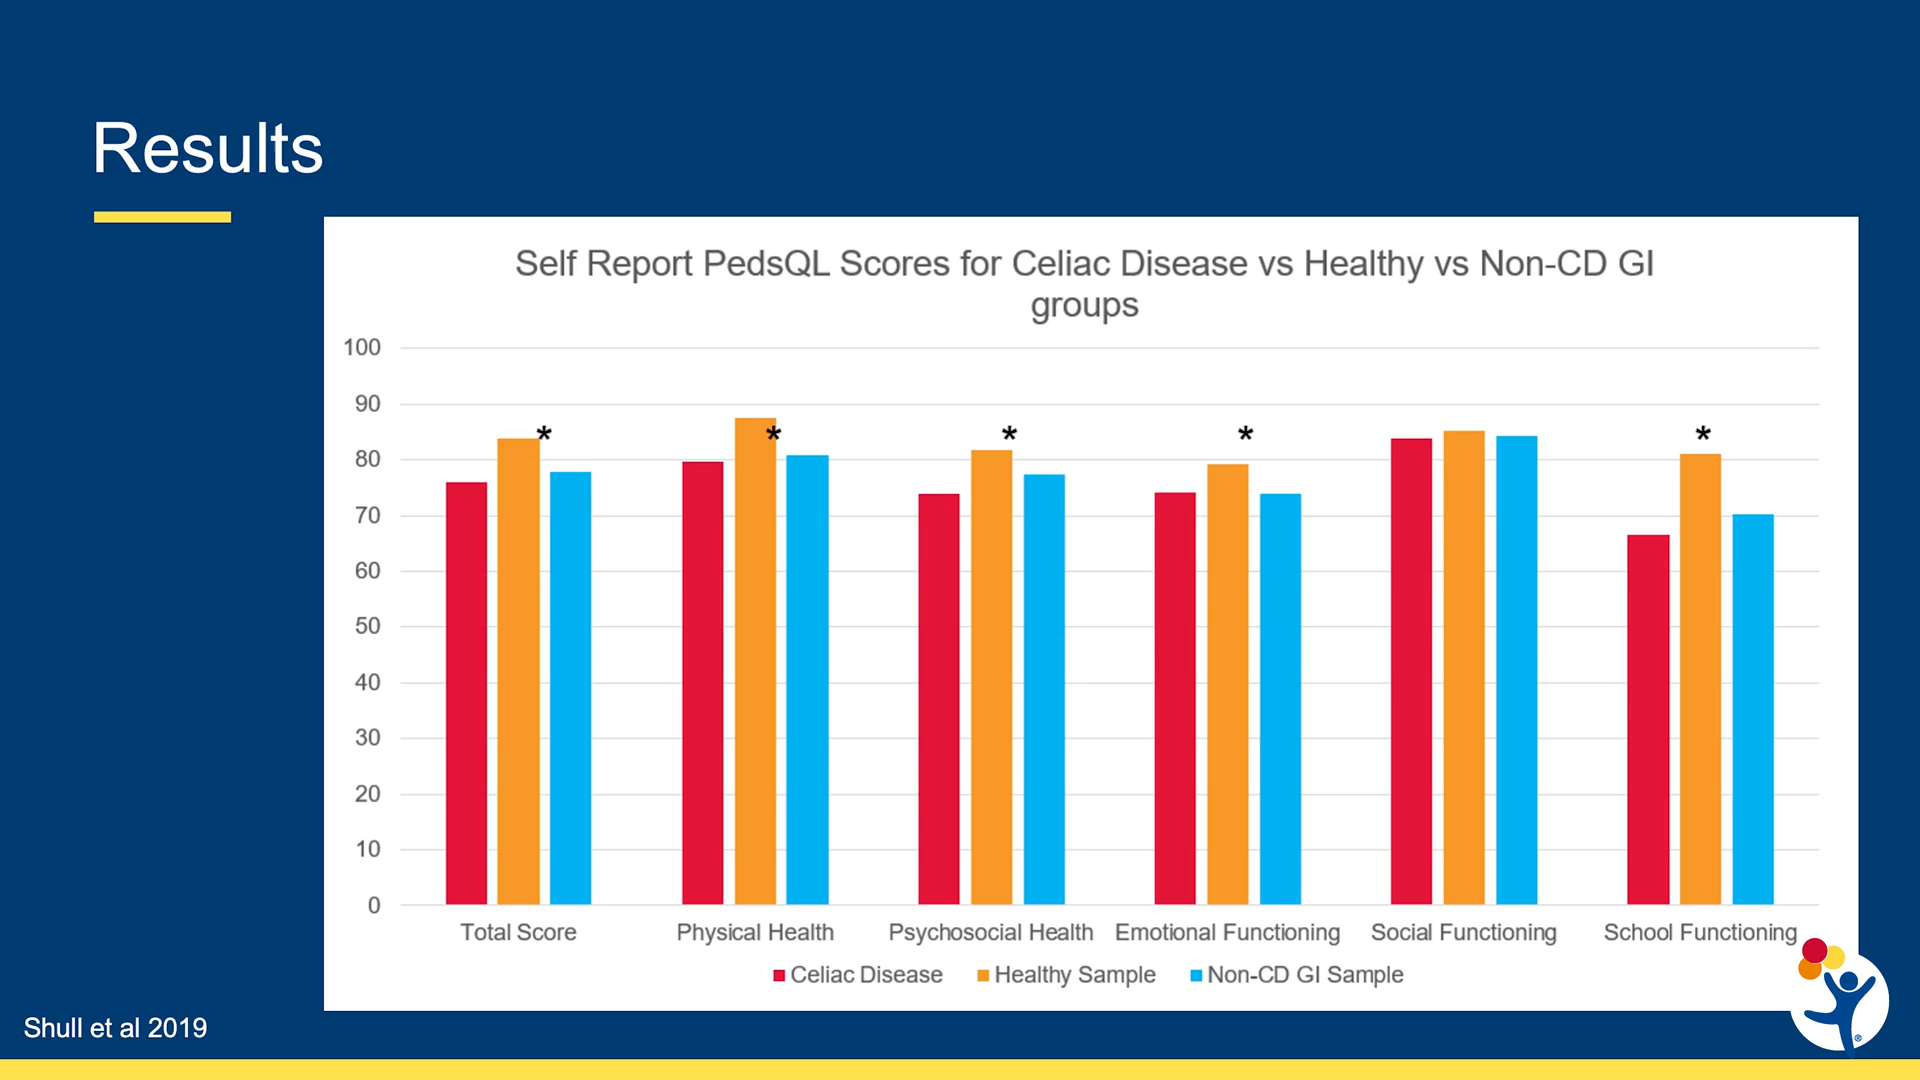 Results
Self Report PedsQL Scores for Celiac Disease vs Healthy vs Non-CD GI
groups
100
90
80
70
60
50
40
30
20
10
0
*
*
*
*
*
Total Score
Physical Health
Psychosocial Health
Emotional Functioning
Social Functioning
School Functioning
Celiac Disease
Healthy Sample
Non-CD GI Sample
Shull et al 2019
®